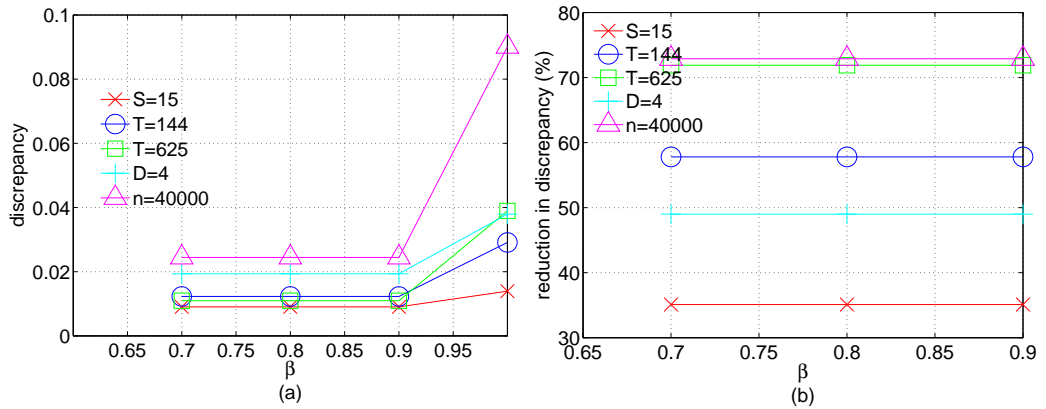 0.1
0.08
0.06
0.04
0.02
0
discrepancy
S=15
T=144
T=625
D=4
n=40000
0.65 0.7 0.75 0.8 0.85 0.9 0.95
β
(a)
80
70
60
50
40
30
reduction in discrepancy (%)
S=15
T=144
T=625
D=4
n=40000
0.65 0.7 0.75 0.8 0.85 0.9
β
(b)